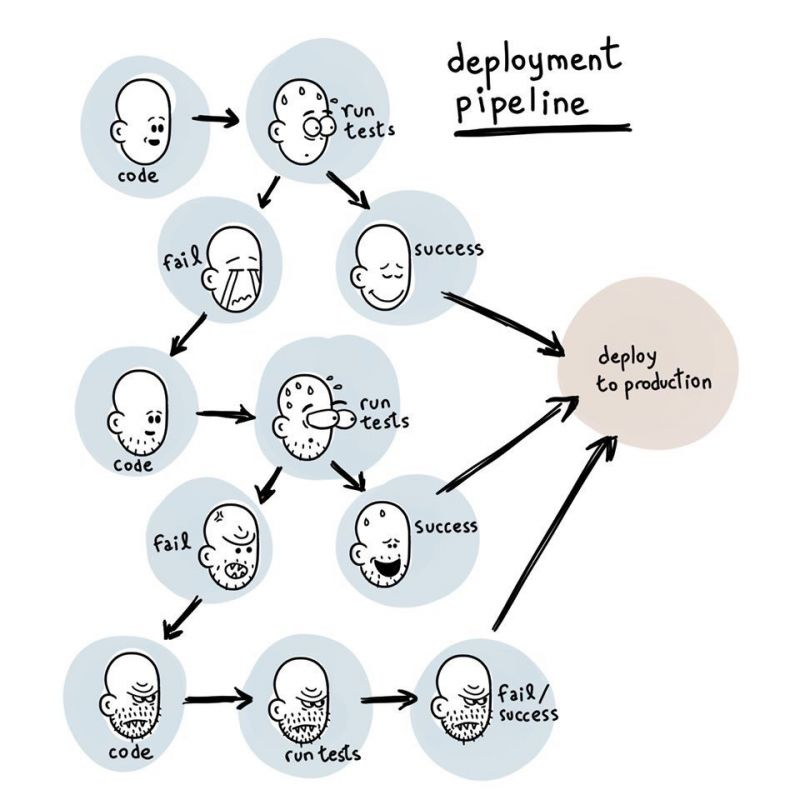 deployment
pipeline
code
run
tests
fail
success
deploy
to production
code
run
tests
fail
success
code
run tests
fail/
success